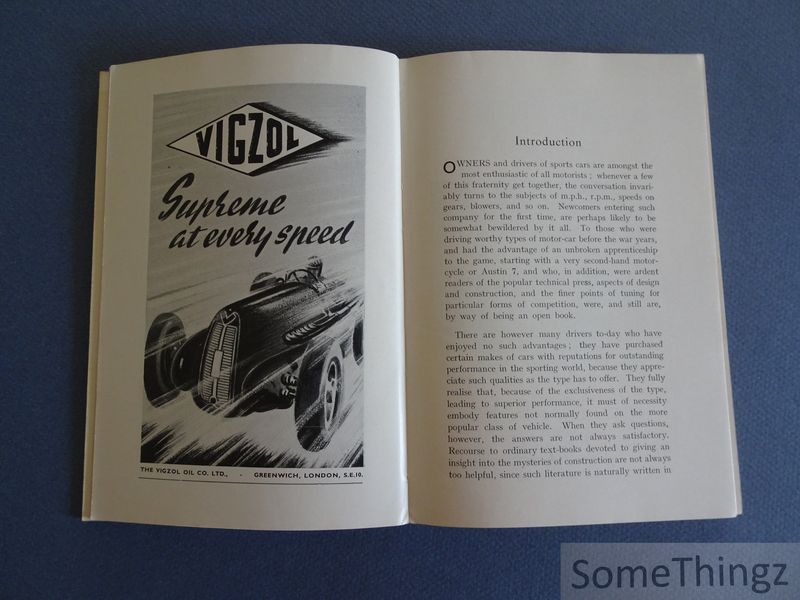 VIGZOL
Supreme
at every speed
THE VIGZOL OIL CO. LTD., - GREENWICH, LONDON, S.E.10.
Introduction
OWNERS and drivers of sports cars are amongst the
most enthusiastic of all motorists ; whenever a few
of this fraternity get together, the conversation invari-
ably turns to the subjects of m.p.h., r.p.m., speeds on
gears, blowers, and so on. Newcomers entering such
company for the first time, are perhaps likely to be
somewhat bewildered by it all. To those who were
driving worthy types of motor-car before the war years,
and had the advantage of an unbroken apprenticeship
to the game, starting with a very second-hand motor-
cycle or Austin 7, and who, in addition, were ardent
readers of the popular technical press, aspects of design
and construction, and the finer points of tuning for
particular forms of competition, were, and still are,
by way of being an open book.
There are however many drivers to-day who have
enjoyed no such advantages ; they have purchased
certain makes of cars with reputations for outstanding
performance in the sporting world, because they appre-
ciate such qualities as the type has to offer. They fully
realise that, because of the exclusiveness of the type,
leading to superior performance, it must of necessity
embody features not normally found on the more
popular class of vehicle. When they ask questions,
however, the answers are not always satisfactory.
Recourse to ordinary text-books devoted to giving an
insight into the mysteries of construction are not always
too helpful, since such literature is naturally written in
SomeThingz